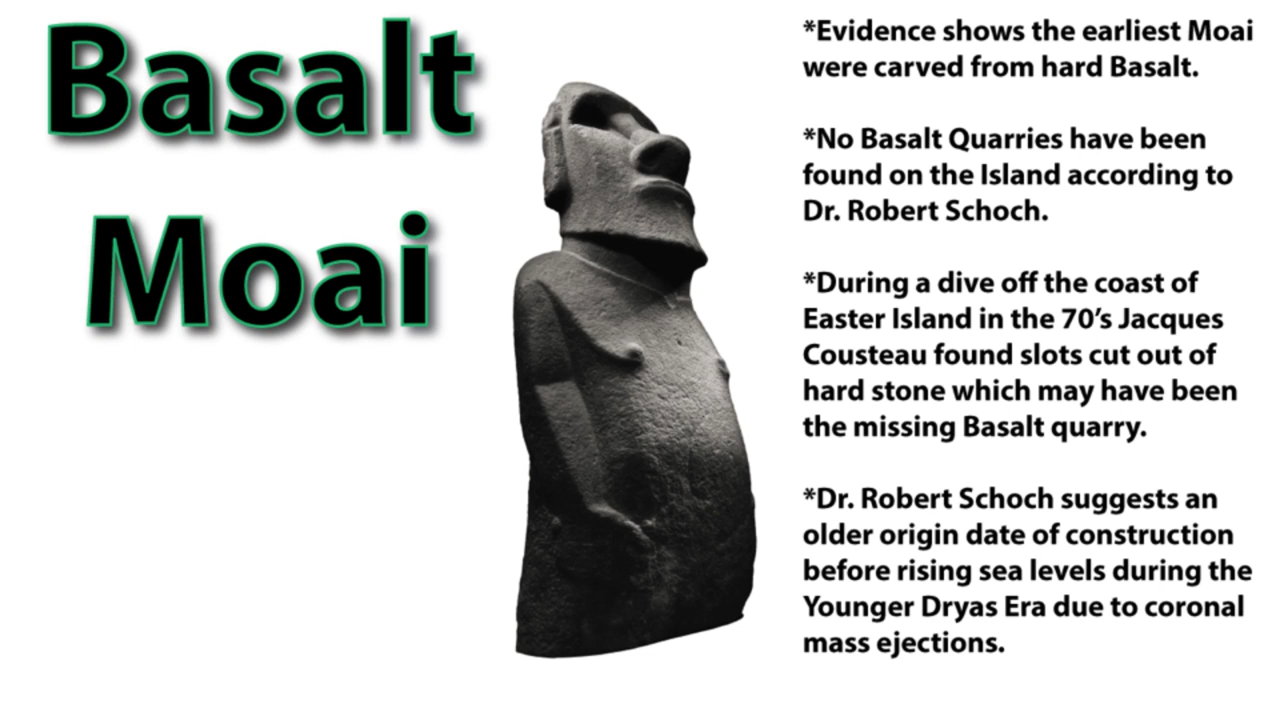 Basalt
Moai
*Evidence shows the earliest Moai
were carved from hard Basalt.
*No Basalt Quarries have been
found on the Island according to
Dr. Robert Schoch.
*During a dive off the coast of
Easter Island in the 70’s Jacques
Cousteau found slots cut out of
hard stone which may have been
the missing Basalt quarry.
*Dr. Robert Schoch suggests an
older origin date of construction
before rising sea levels during the
Younger Dryas Era due to coronal
mass ejections.